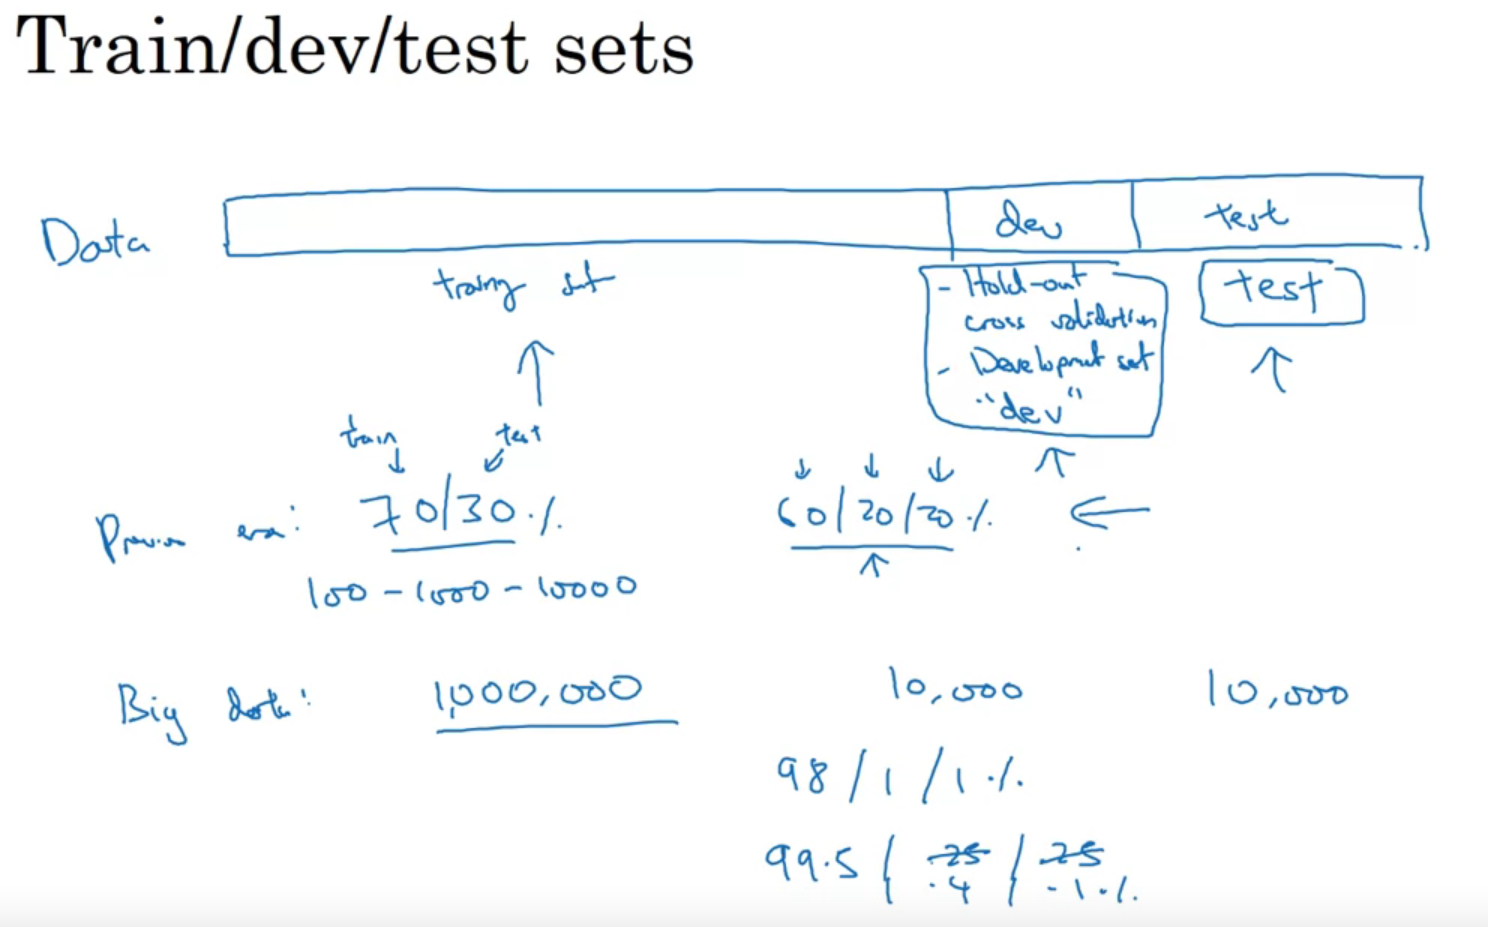 Train/dev/test sets
Data
dev
test
traing set
- Hold-out
cross validation
- Development set
"dev"
test
train
test
Previous era:
70/30 %
60/20/20 %
100 - 1000 - 10000
Big data:
1,000,000
10,000
10,000
98 / 1 / 1 %
99.5 / .25 / .25
.4
.1 %